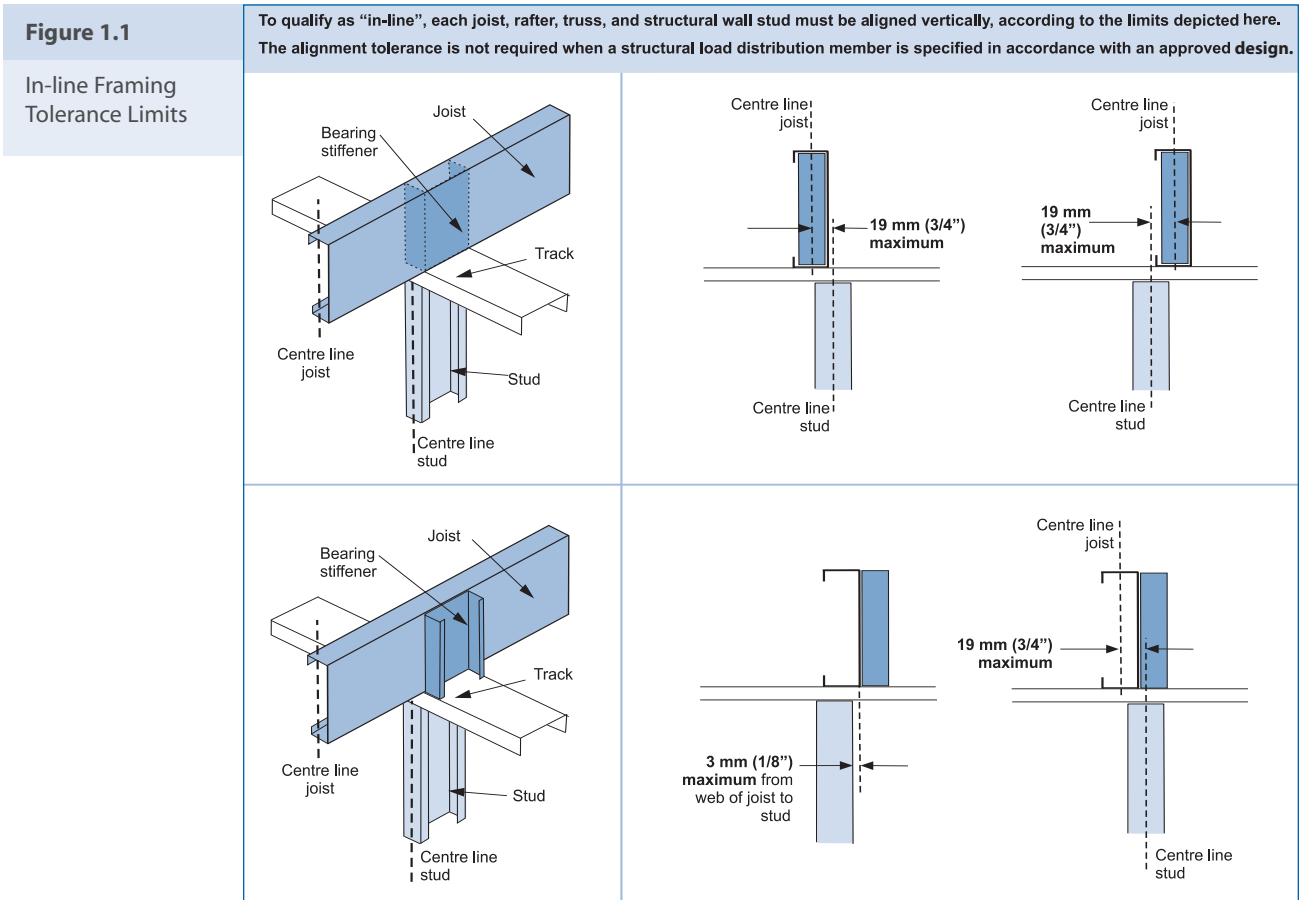 Figure 1.1
In-line Framing
Tolerance Limits
To qualify as “in-line”, each joist, rafter, truss, and structural wall stud must be aligned vertically, according to the limits depicted here.
The alignment tolerance is not required when a structural load distribution member is specified in accordance with an approved design.
Joist
Bearing
stiffener
Track
Centre line
joist
Stud
Centre line
stud
Centre line
joist
19 mm (3/4”)
maximum
Centre line
stud
Centre line
joist
19 mm
(3/4”)
maximum
Centre line
stud
Joist
Bearing
stiffener
Track
Centre line
joist
Stud
Centre line
stud
3 mm (1/8”)
maximum from
web of joist to
stud
Centre line
joist
19 mm (3/4”)
maximum
Centre line
stud